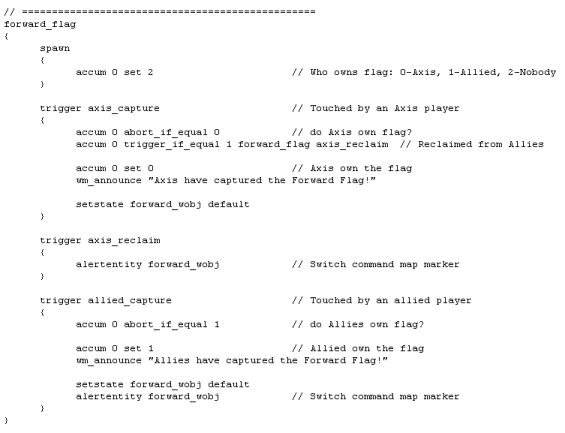 // =================================================
forward_flag
{
spawn
{
accum 0 set 2 // Who owns flag: 0-Axis, 1-Allied, 2-Nobody
}
trigger axis_capture // Touched by an Axis player
{
accum 0 abort_if_equal 0 // do Axis own flag?
accum 0 trigger_if_equal 1 forward_flag axis_reclaim // Reclaimed from Allies
accum 0 set 0 // Axis own the flag
wm_announce "Axis have captured the Forward Flag!"
setstate forward_wobj default
}
trigger axis_reclaim
{
alertentity forward_wobj // Switch command map marker
}
trigger allied_capture // Touched by an allied player
{
accum 0 abort_if_equal 1 // do Allies own flag?
accum 0 set 1 // Allied own the flag
wm_announce "Allies have captured the Forward Flag!"
setstate forward_wobj default
alertentity forward_wobj // Switch command map marker
}
}